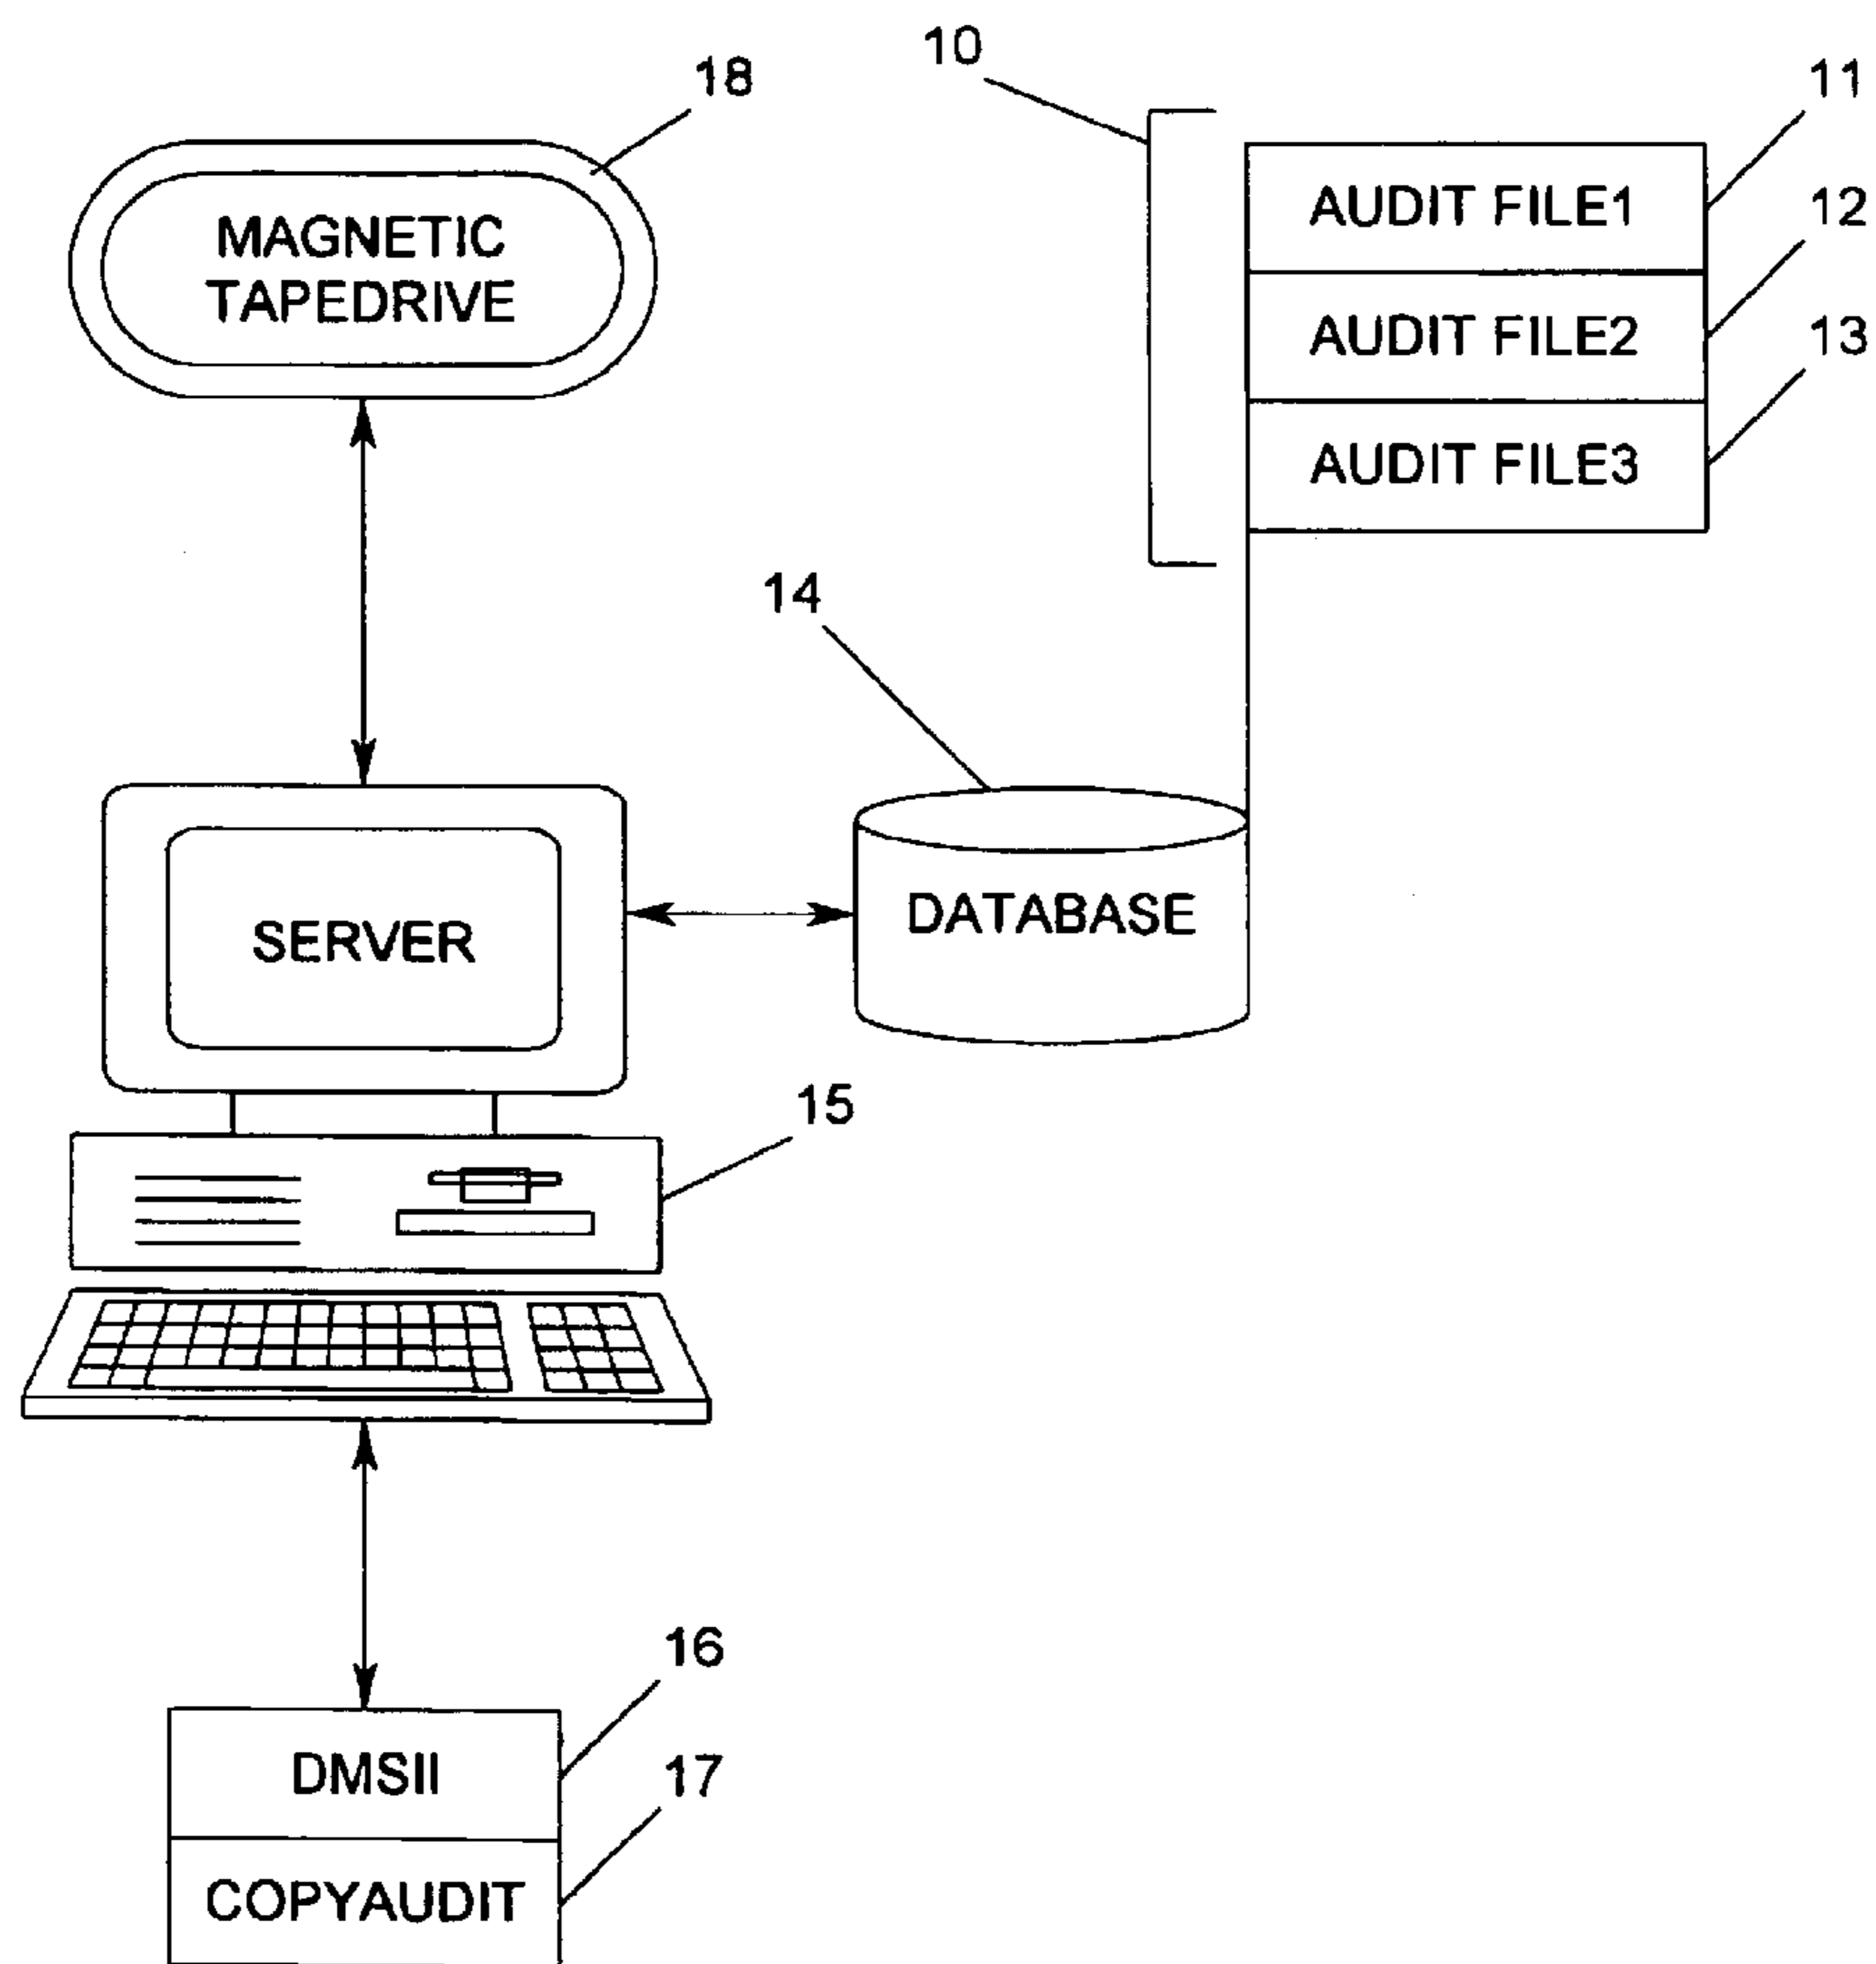 10
18
11
MAGNETIC
TAPEDRIVE
AUDIT FILE1
12
AUDIT FILE2
13
AUDIT FILE3
14
SERVER
DATABASE
15
16
DMSII
17
COPYAUDIT